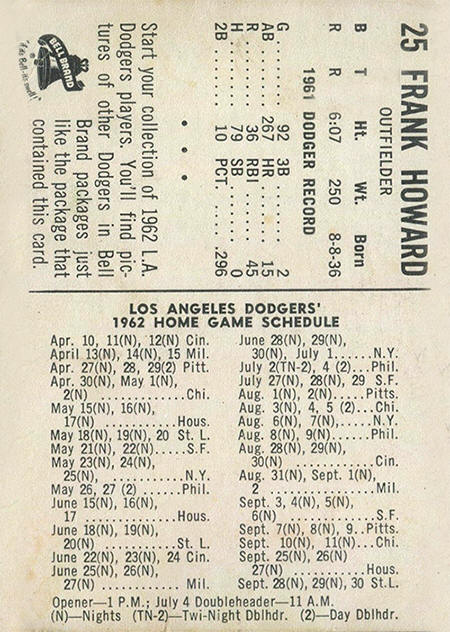 25 FRANK HOWARD
OUTFIELDER
B T Ht. Wt. Born
R R 6:07 250 8-8-36
1961 DODGER RECORD
G ........ 92 3B ........ 2
AB ...... 267 HR ...... 15
R ........ 36 RBI ...... 45
H ........ 79 SB ........ 0
2B ...... 10 PCT. .... .296
• • •
Start your collection of 1962 L.A.
Dodgers players. You'll find pic-
tures of other Dodgers in Bell
Brand packages just
like the package that
contained this card.
BELL BRAND
"If it's Bell..it's swell!"
LOS ANGELES DODGERS'
1962 HOME GAME SCHEDULE
Apr. 10, 11(N), 12(N) Cin.
April 13(N), 14(N), 15 Mil.
Apr. 27(N), 28, 29(2) Pitt.
Apr. 30(N), May 1(N),
2(N) ..................Chi.
May 15(N), 16(N),
17(N) ................Hous.
May 18(N), 19(N), 20 St. L.
May 21(N), 22(N).....S.F.
May 23(N), 24(N),
25(N), ................N.Y.
May 26, 27 (2) ......Phil.
June 15(N), 16(N),
17 ....................Hous.
June 18(N), 19(N),
20(N) ................St. L.
June 22(N), 23(N), 24 Cin.
June 25(N), 26(N),
27(N) ................ Mil.
June 28(N), 29(N),
30(N), July 1......N.Y.
July 2(TN-2), 4 (2)...Phil.
July 27(N), 28(N), 29 S.F.
Aug. 1(N), 2(N).....Pitts.
Aug. 3(N), 4, 5 (2)...Chi.
Aug. 6(N), 7(N),.....N.Y.
Aug. 8(N), 9(N)......Phil.
Aug. 28(N), 29(N),
30(N) ..................Cin.
Aug. 31(N), Sept. 1(N),
2 ......................Mil.
Sept. 3, 4(N), 5(N),
6(N) ..................S.F.
Sept. 7(N), 8(N), 9..Pitts.
Sept. 10(N), 11(N)...Chi.
Sept. 25(N), 26(N)
27(N) ................Hous.
Sept. 28(N), 29(N), 30 St.L.
Opener—1 P.M.; July 4 Doubleheader—11 A.M.
(N)—Nights (TN-2)—Twi-Night Dblhdr. (2)—Day Dblhdr.